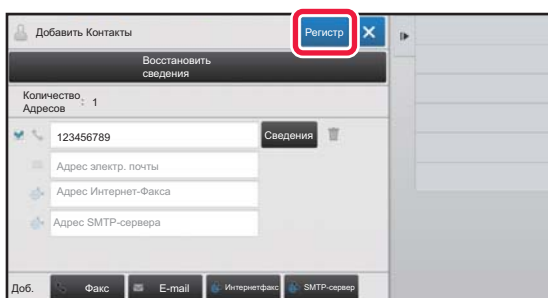 Добавить Контакты
Регистр
Восстановить
сведения
Количество
Адресов : 1
123456789
Сведения
Адрес электр. почты
Адрес Интернет-Факса
Адрес SMTP-сервера
Доб.
Факс
E-mail
Интернетфакс
SMTP-сервер